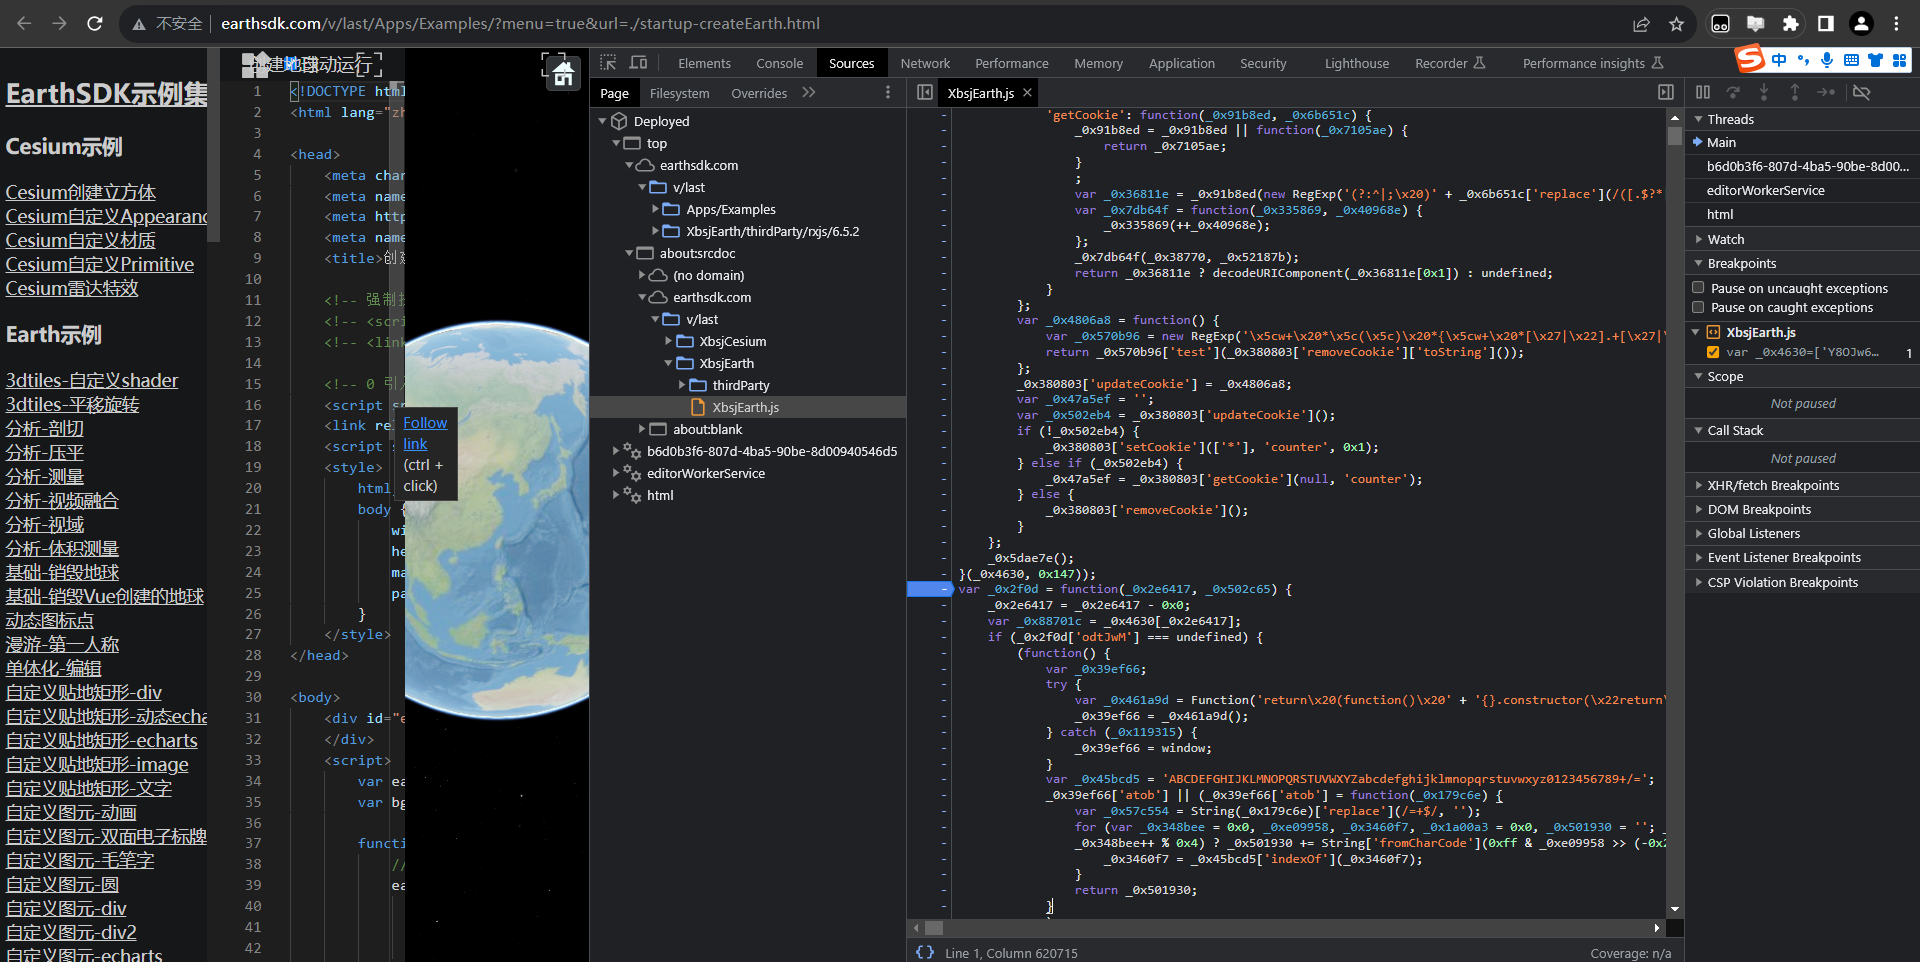 不安全
earthsdk.com/v/last/Apps/Examples/?menu=true&url=./startup-createEarth.html
EarthSDK示例集
Cesium示例
Cesium创建立方体
Cesium自定义Appearanc
Cesium自定义材质
Cesium自定义Primitive
Cesium雷达特效
Earth示例
3dtiles-自定义shader
3dtiles-平移旋转
分析-剖切
分析-压平
分析-测量
分析-视频融合
分析-视域
分析-体积测量
基础-销毁地球
基础-销毁Vue创建的地球
动态图标点
漫游-第一人称
单体化-编辑
自定义贴地矩形-div
自定义贴地矩形-动态echa
自定义贴地矩形-echarts
自定义贴地矩形-image
自定义贴地矩形-文字
自定义图元-动画
自定义图元-双面电子标牌
自定义图元-毛笔字
自定义图元-圆
自定义图元-div
自定义图元-div2
自定义图元-echarts
1 <!DOCTYPE htm
2 <html lang="zh
3
4 <head>
5 <meta char
6 <meta name
7 <meta http
8 <meta name
9 <title>创建
10
11 <!-- 强制
12 <!-- <scri
13 <!-- <link
14
15 <!-- 0 引入
16 <script sr
17 <link re
18 <script
19 <style>
20 html
21 body {
22 wi
23 he
24 ma
25 pa
26 }
27 </style>
28 </head>
29
30 <body>
31 <div id="e
32 </div>
33 <script>
34 var ea
35 var bg
36
37 functi
38 //
39 ea
40
41
42
Follow
link
(ctrl +
click)
Elements Console Sources Network Performance Memory Application Security Lighthouse Recorder Performance insights
中
Page Filesystem Overrides
Deployed
top
earthsdk.com
v/last
Apps/Examples
XbsjEarth/thirdParty/rxjs/6.5.2
about:srcdoc
(no domain)
earthsdk.com
v/last
XbsjCesium
XbsjEarth
thirdParty
XbsjEarth.js
about:blank
b6d0b3f6-807d-4ba5-90be-8d00940546d5
editorWorkerService
html
XbsjEarth.js
'getCookie': function(_0x91b8ed, _0x6b651c) {
_0x91b8ed = _0x91b8ed || function(_0x7105ae) {
return _0x7105ae;
}
;
var _0x36811e = _0x91b8ed(new RegExp('(?:^|;\x20)' + _0x6b651c['replace'](/([.$?*
var _0x7db64f = function(_0x335869, _0x40968e) {
_0x335869(++_0x40968e);
};
_0x7db64f(_0x38770, _0x52187b);
return _0x36811e ? decodeURIComponent(_0x36811e[0x1]) : undefined;
}
};
var _0x4806a8 = function() {
var _0x570b96 = new RegExp('\x5cw+\x20*\x5c(\x5c)\x20*{\x5cw+\x20*[\x27|\x22].+[\x27|\
return _0x570b96['test'](_0x380803['removeCookie']['toString']());
};
_0x380803['updateCookie'] = _0x4806a8;
var _0x47a5ef = '';
var _0x502eb4 = _0x380803['updateCookie']();
if (!_0x502eb4) {
_0x380803['setCookie'](['*'], 'counter', 0x1);
} else if (_0x502eb4) {
_0x47a5ef = _0x380803['getCookie'](null, 'counter');
} else {
_0x380803['removeCookie']();
}
};
_0x5dae7e();
}(_0x4630, 0x147));
var _0x2f0d = function(_0x2e6417, _0x502c65) {
_0x2e6417 = _0x2e6417 - 0x0;
var _0x88701c = _0x4630[_0x2e6417];
if (_0x2f0d['odtJwM'] === undefined) {
(function() {
var _0x39ef66;
try {
var _0x461a9d = Function('return\x20(function()\x20' + '{}.constructor(\x22return\
_0x39ef66 = _0x461a9d();
} catch (_0x119315) {
_0x39ef66 = window;
}
var _0x45bcd5 = 'ABCDEFGHIJKLMNOPQRSTUVWXYZabcdefghijklmnopqrstuvwxyz0123456789+/=';
_0x39ef66['atob'] || (_0x39ef66['atob'] = function(_0x179c6e) {
var _0x57c554 = String(_0x179c6e)['replace'](/=+$/, '');
for (var _0x348bee = 0x0, _0xe09958, _0x3460f7, _0x1a00a3 = 0x0, _0x501930 = ''; _
_0x348bee++ % 0x4) ? _0x501930 += String['fromCharCode'](0xff & _0xe09958 >> (-0x2
_0x3460f7 = _0x45bcd5['indexOf'](_0x3460f7);
}
return _0x501930;
}
Line 1, Column 620715
Coverage: n/a
Threads
Main
b6d0b3f6-807d-4ba5-90be-8d00...
editorWorkerService
html
Watch
Breakpoints
Pause on uncaught exceptions
Pause on caught exceptions
XbsjEarth.js
var _0x4630=['Y8OJw6… 1
Scope
Not paused
Call Stack
Not paused
XHR/fetch Breakpoints
DOM Breakpoints
Global Listeners
Event Listener Breakpoints
CSP Violation Breakpoints